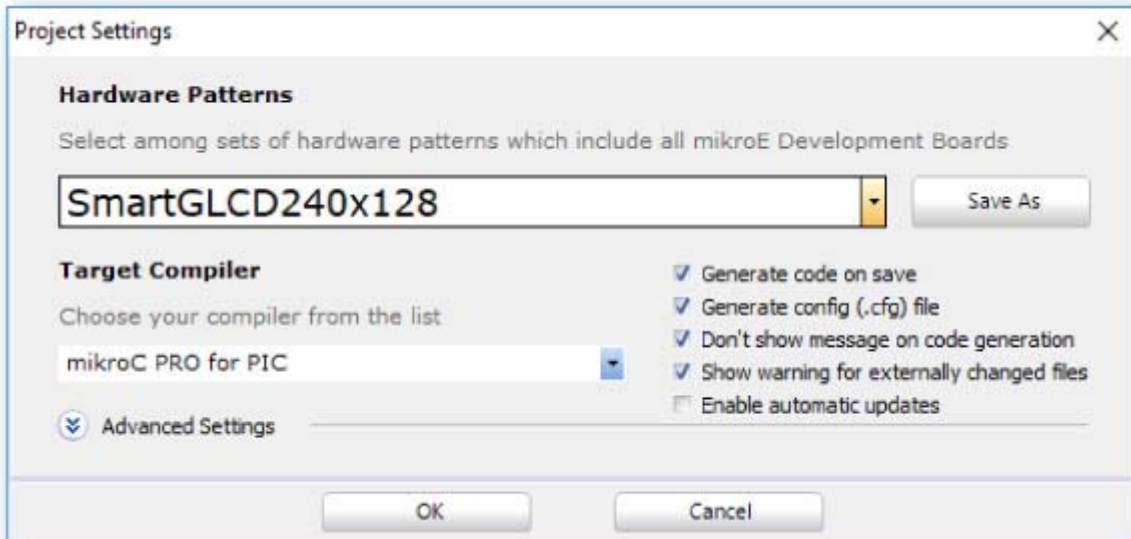 Project Settings
Hardware Patterns
Select among sets of hardware patterns which include all mikroE Development Boards
SmartGLCD240x128
Save As
Target Compiler
Choose your compiler from the list
mikroC PRO for PIC
Generate code on save
Generate config (.cfg) file
Don't show message on code generation
Show warning for externally changed files
Enable automatic updates
Advanced Settings
OK
Cancel